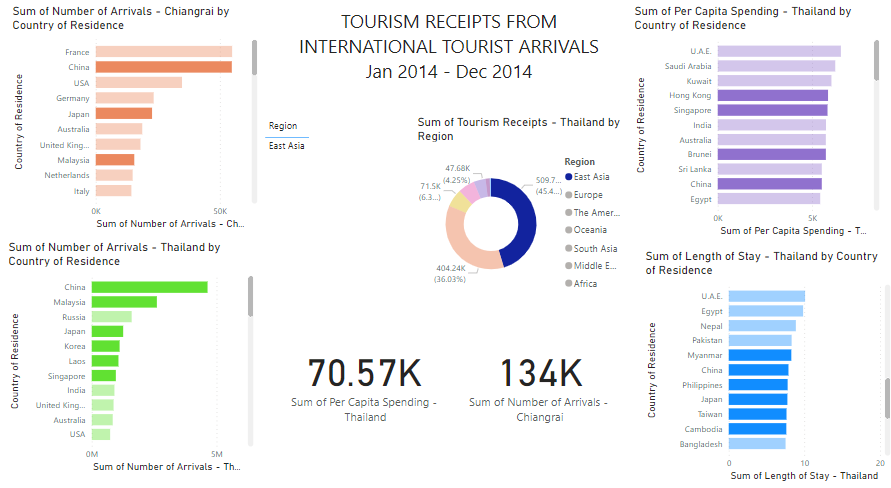 Sum of Number of Arrivals - Chiangrai by
Country of Residence
Country of Residence
France
China
USA
Germany
Japan
Australia
United King...
Malaysia
Netherlands
Italy
0K
50K
Sum of Number of Arrivals - Ch...
TOURISM RECEIPTS FROM
INTERNATIONAL TOURIST ARRIVALS
Jan 2014 - Dec 2014
Sum of Per Capita Spending - Thailand by
Country of Residence
Country of Residence
U.A.E.
Saudi Arabia
Kuwait
Hong Kong
Singapore
India
Australia
Brunei
Sri Lanka
China
Egypt
0K
5K
Sum of Per Capita Spending - T...
Region
East Asia
Sum of Tourism Receipts - Thailand by
Region
47.68K
(4.25%)
71.5K
(6.3...)
509.7...
(45.4...)
404.24K
(36.03%)
Region
East Asia
Europe
The Amer...
Oceania
South Asia
Middle E...
Africa
Sum of Number of Arrivals - Thailand by
Country of Residence
Country of Residence
China
Malaysia
Russia
Japan
Korea
Laos
Singapore
India
United King...
Australia
USA
0M
5M
Sum of Number of Arrivals - Th...
70.57K
Sum of Per Capita Spending -
Thailand
134K
Sum of Number of Arrivals -
Chiangrai
Sum of Length of Stay - Thailand by Country
of Residence
Country of Residence
U.A.E.
Egypt
Nepal
Pakistan
Myanmar
China
Philippines
Japan
Taiwan
Cambodia
Bangladesh
0
10
20
Sum of Length of Stay - Thailand